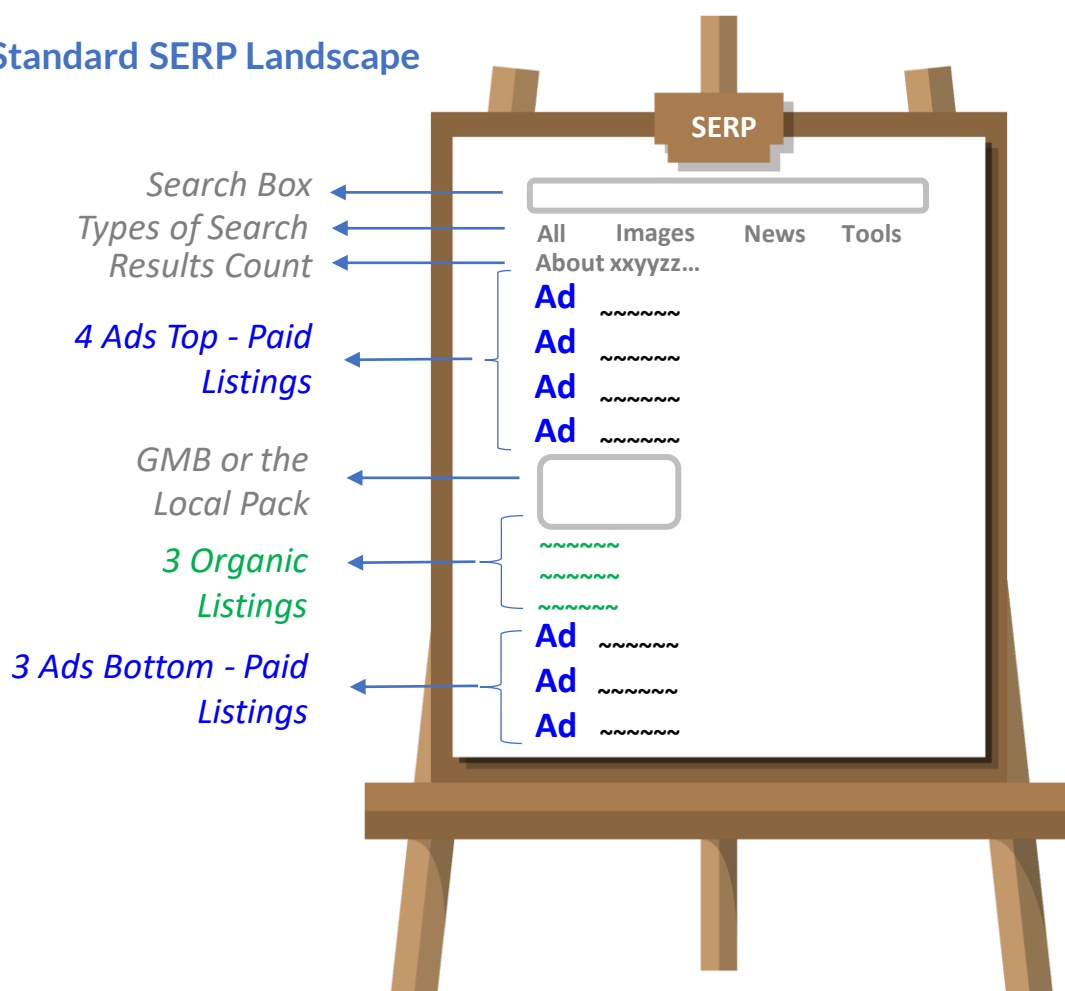 Standard SERP Landscape
SERP
Search Box
Types of Search
All Images News Tools
Results Count
About xxyyzz...
4 Ads Top - Paid
Listings
Ad ~~~~~~
Ad ~~~~~~
Ad ~~~~~~
Ad ~~~~~~
GMB or the
Local Pack
3 Organic
Listings
~~~~~~
~~~~~~
~~~~~~
3 Ads Bottom - Paid
Listings
Ad ~~~~~~
Ad ~~~~~~
Ad ~~~~~~